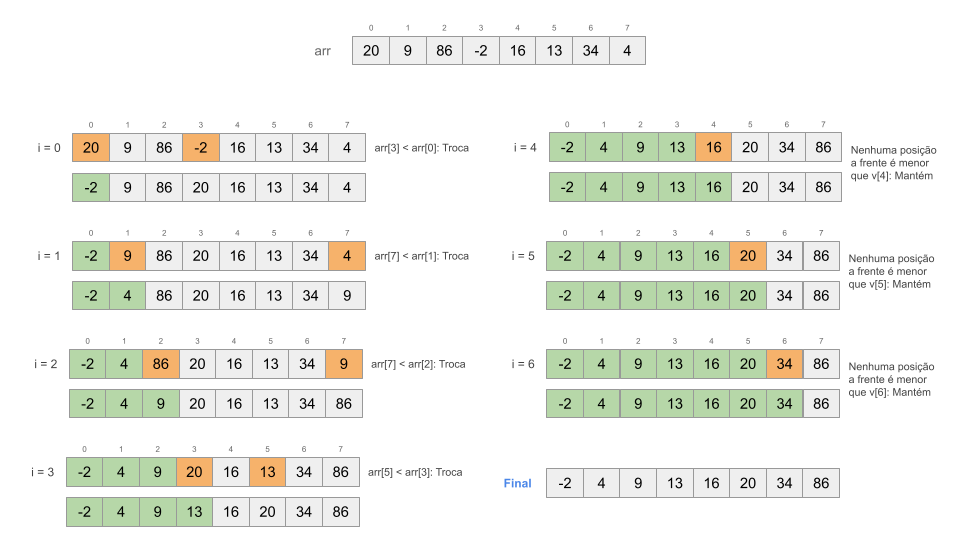 0 1 2 3 4 5 6 7
arr 20 9 86 -2 16 13 34 4
0 1 2 3 4 5 6 7
i = 0 20 9 86 -2 16 13 34 4 arr[3] < arr[0]: Troca
-2 9 86 20 16 13 34 4
0 1 2 3 4 5 6 7
i = 1 -2 9 86 20 16 13 34 4 arr[7] < arr[1]: Troca
-2 4 86 20 16 13 34 9
0 1 2 3 4 5 6 7
i = 2 -2 4 86 20 16 13 34 9 arr[7] < arr[2]: Troca
-2 4 9 20 16 13 34 86
0 1 2 3 4 5 6 7
i = 3 -2 4 9 20 16 13 34 86 arr[5] < arr[3]: Troca
-2 4 9 13 16 20 34 86
0 1 2 3 4 5 6 7
i = 4 -2 4 9 13 16 20 34 86
Nenhuma posição
a frente é menor
que v[4]: Mantém
-2 4 9 13 16 20 34 86
0 1 2 3 4 5 6 7
i = 5 -2 4 9 13 16 20 34 86
Nenhuma posição
a frente é menor
que v[5]: Mantém
-2 4 9 13 16 20 34 86
0 1 2 3 4 5 6 7
i = 6 -2 4 9 13 16 20 34 86
Nenhuma posição
a frente é menor
que v[6]: Mantém
-2 4 9 13 16 20 34 86
Final -2 4 9 13 16 20 34 86